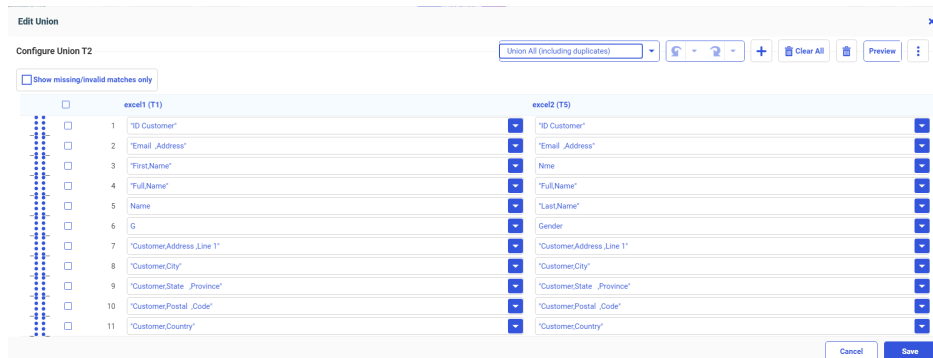 Edit Union
Configure Union T2
Union All (including duplicates)
Clear All
Preview
Show missing/invalid matches only
excel1 (T1) excel2 (T5)
1 "ID Customer" "ID Customer"
2 "Email ,Address" "Email ,Address"
3 "First,Name" Nme
4 "Full,Name" "Full,Name"
5 Name "Last,Name"
6 G Gender
7 "Customer,Address ,Line 1" "Customer,Address ,Line 1"
8 "Customer,City" "Customer,City"
9 "Customer,State ,Province" "Customer,State ,Province"
10 "Customer,Postal ,Code" "Customer,Postal ,Code"
11 "Customer,Country" "Customer,Country"
Cancel Save